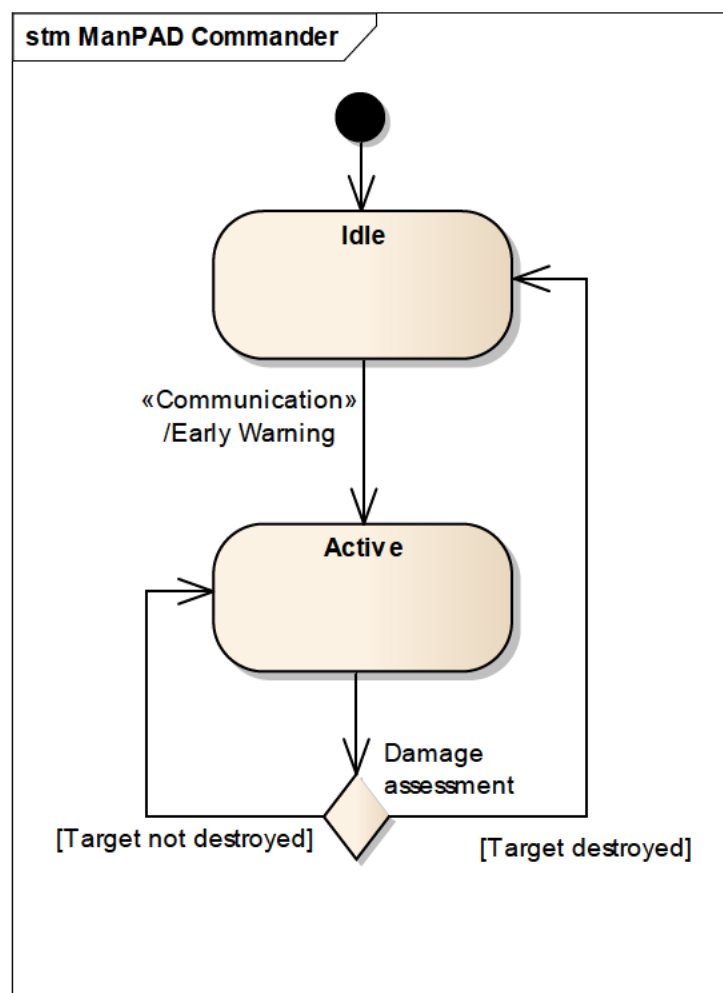 stm ManPAD Commander
Idle
«Communication»
/Early Warning
Active
Damage
assessment
[Target not destroyed]
[Target destroyed]